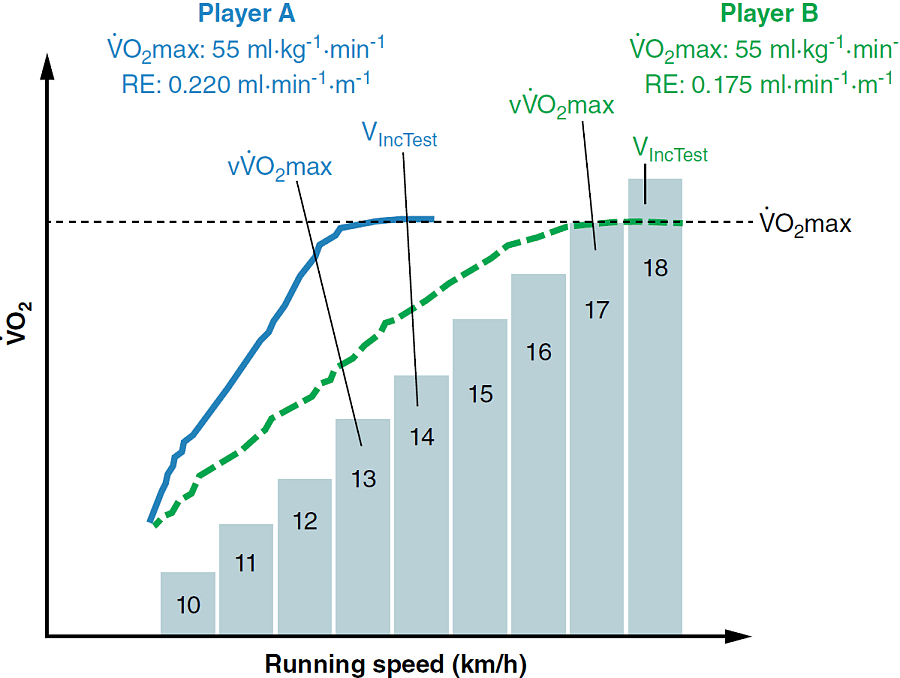 Player A
V̇O₂max: 55 ml·kg⁻¹·min⁻¹
RE: 0.220 ml·min⁻¹·m⁻¹
Player B
V̇O₂max: 55 ml·kg⁻¹·min⁻
RE: 0.175 ml·min⁻¹·m⁻¹
vV̇O₂max
V_IncTest
vV̇O₂max
V_IncTest
V̇O₂max
V̇O₂
10
11
12
13
14
15
16
17
18
Running speed (km/h)